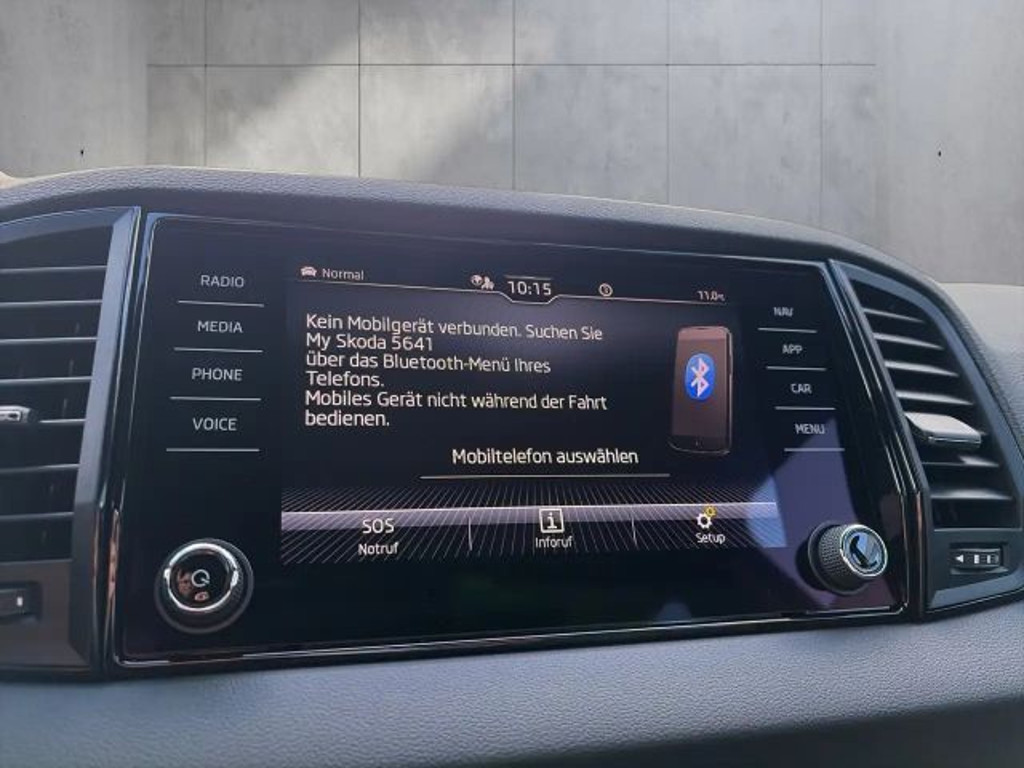 RADIO
MEDIA
PHONE
VOICE
Normal
10:15
11.0°C
Kein Mobilgerät verbunden. Suchen Sie
My Skoda 5641
über das Bluetooth-Menü Ihres
Telefons.
Mobiles Gerät nicht während der Fahrt
bedienen.
Mobiltelefon auswählen
SOS
Notruf
Inforuf
Setup
NAV
APP
CAR
MENU